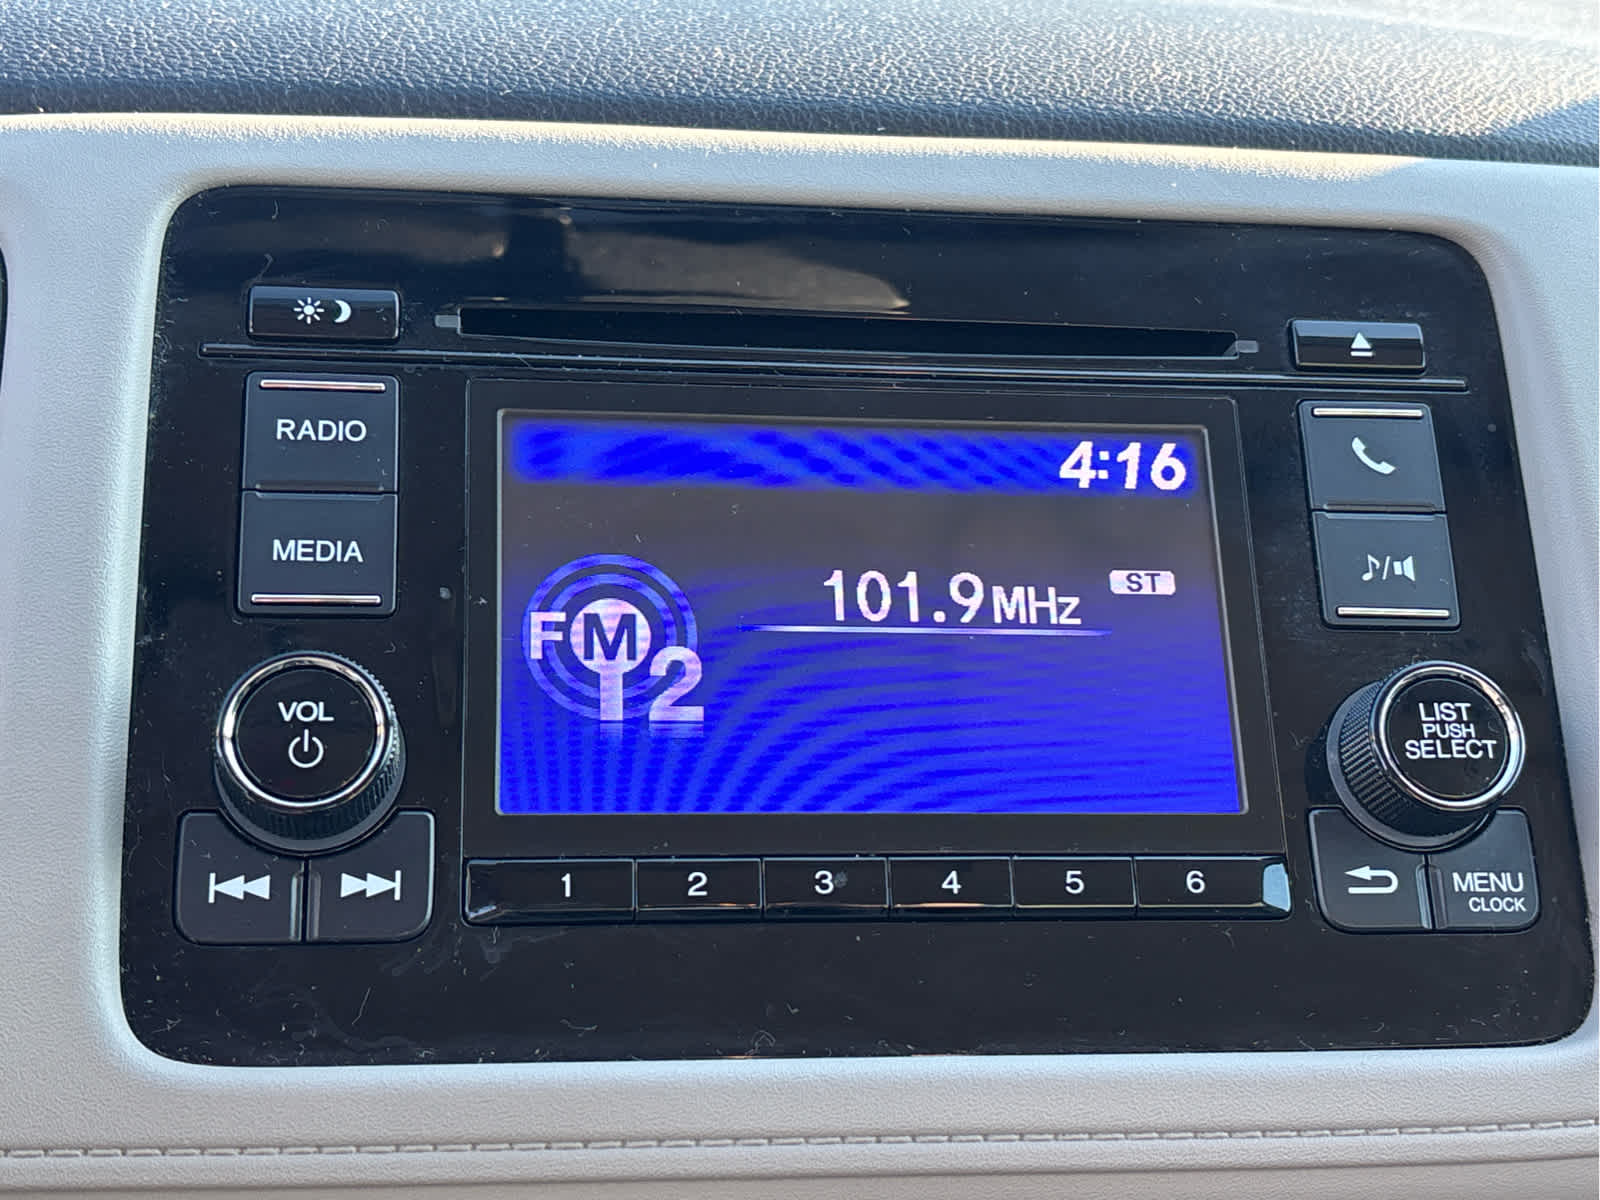 RADIO
MEDIA
VOL
4:16
101.9MHz
ST
FM
2
LIST
PUSH
SELECT
1 2 3 4 5 6
MENU
CLOCK